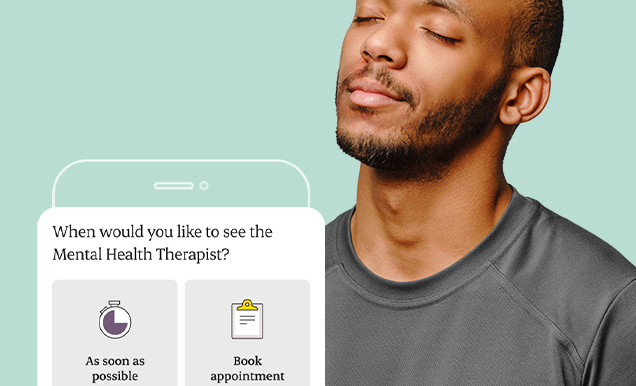 When would you like to see the
Mental Health Therapist?
As soon as
possible
Book
appointment